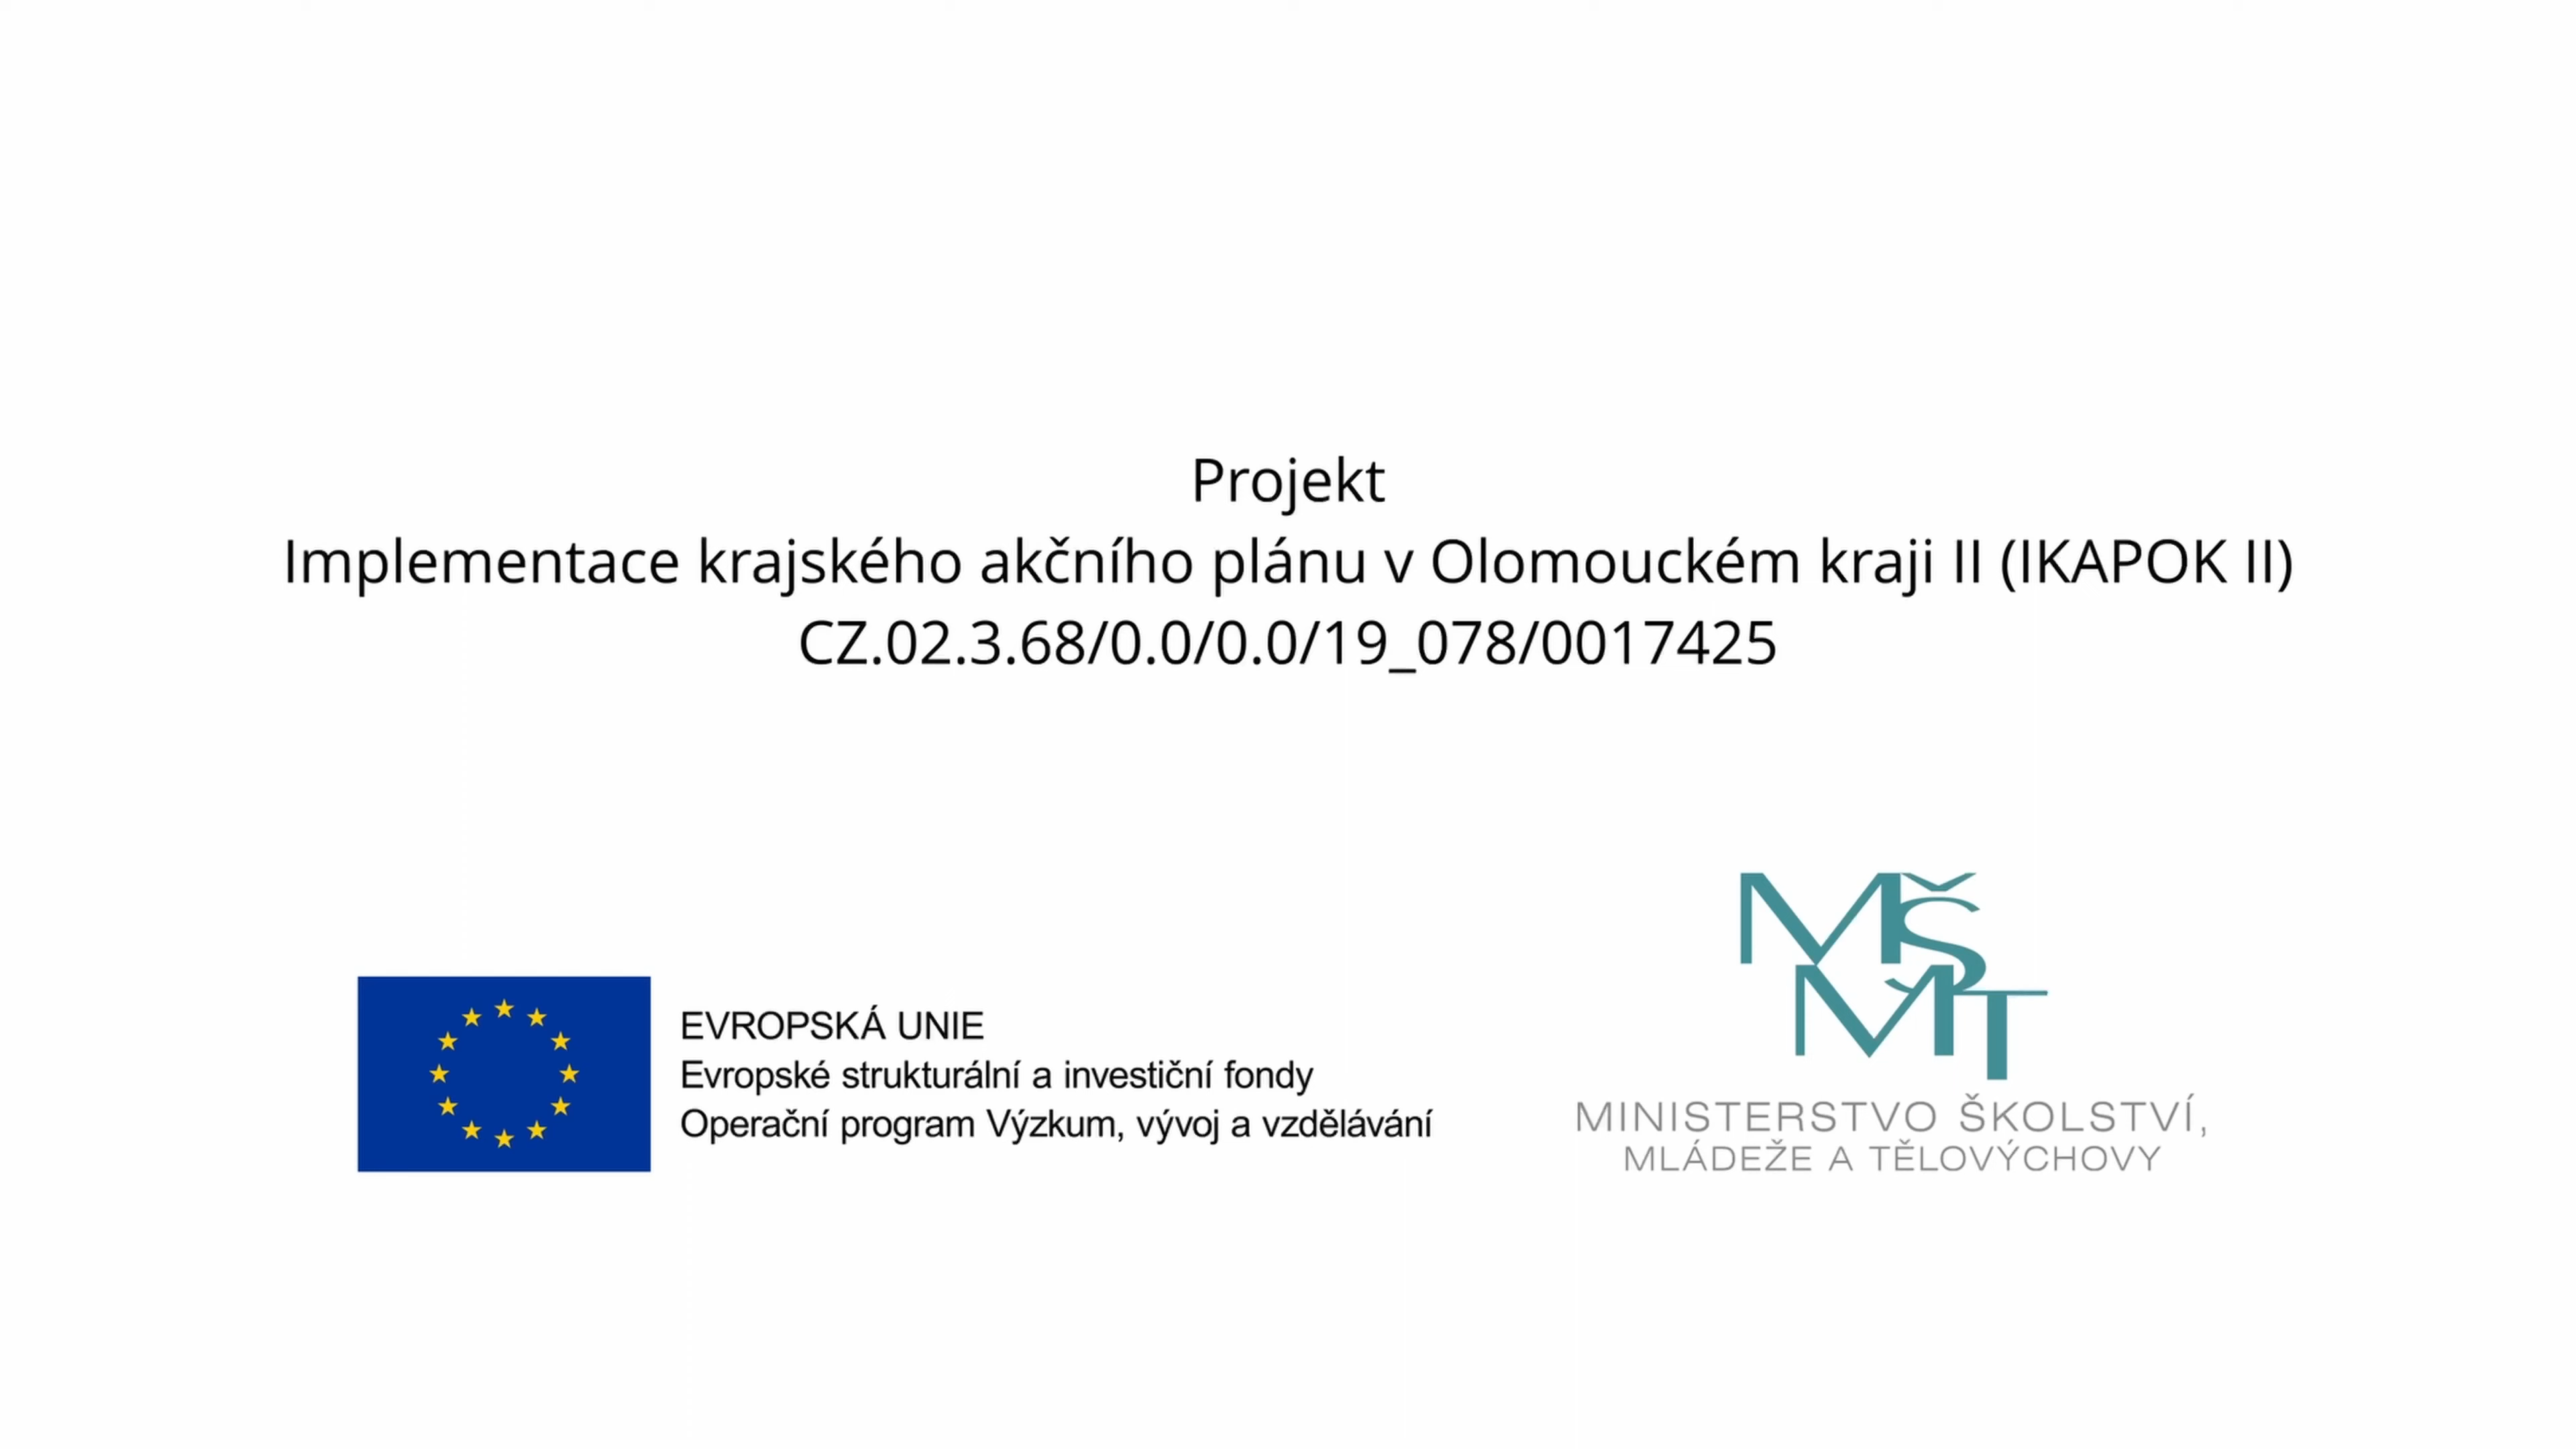 Projekt
Implementace krajského akčního plánu v Olomouckém kraji II (IKAPOK II)
CZ.02.3.68/0.0/0.0/19_078/0017425
EVROPSKÁ UNIE
Evropské strukturální a investiční fondy
Operační program Výzkum, vývoj a vzdělávání
MŠMT
MINISTERSTVO ŠKOLSTVÍ,
MLÁDEŽE A TĚLOVÝCHOVY